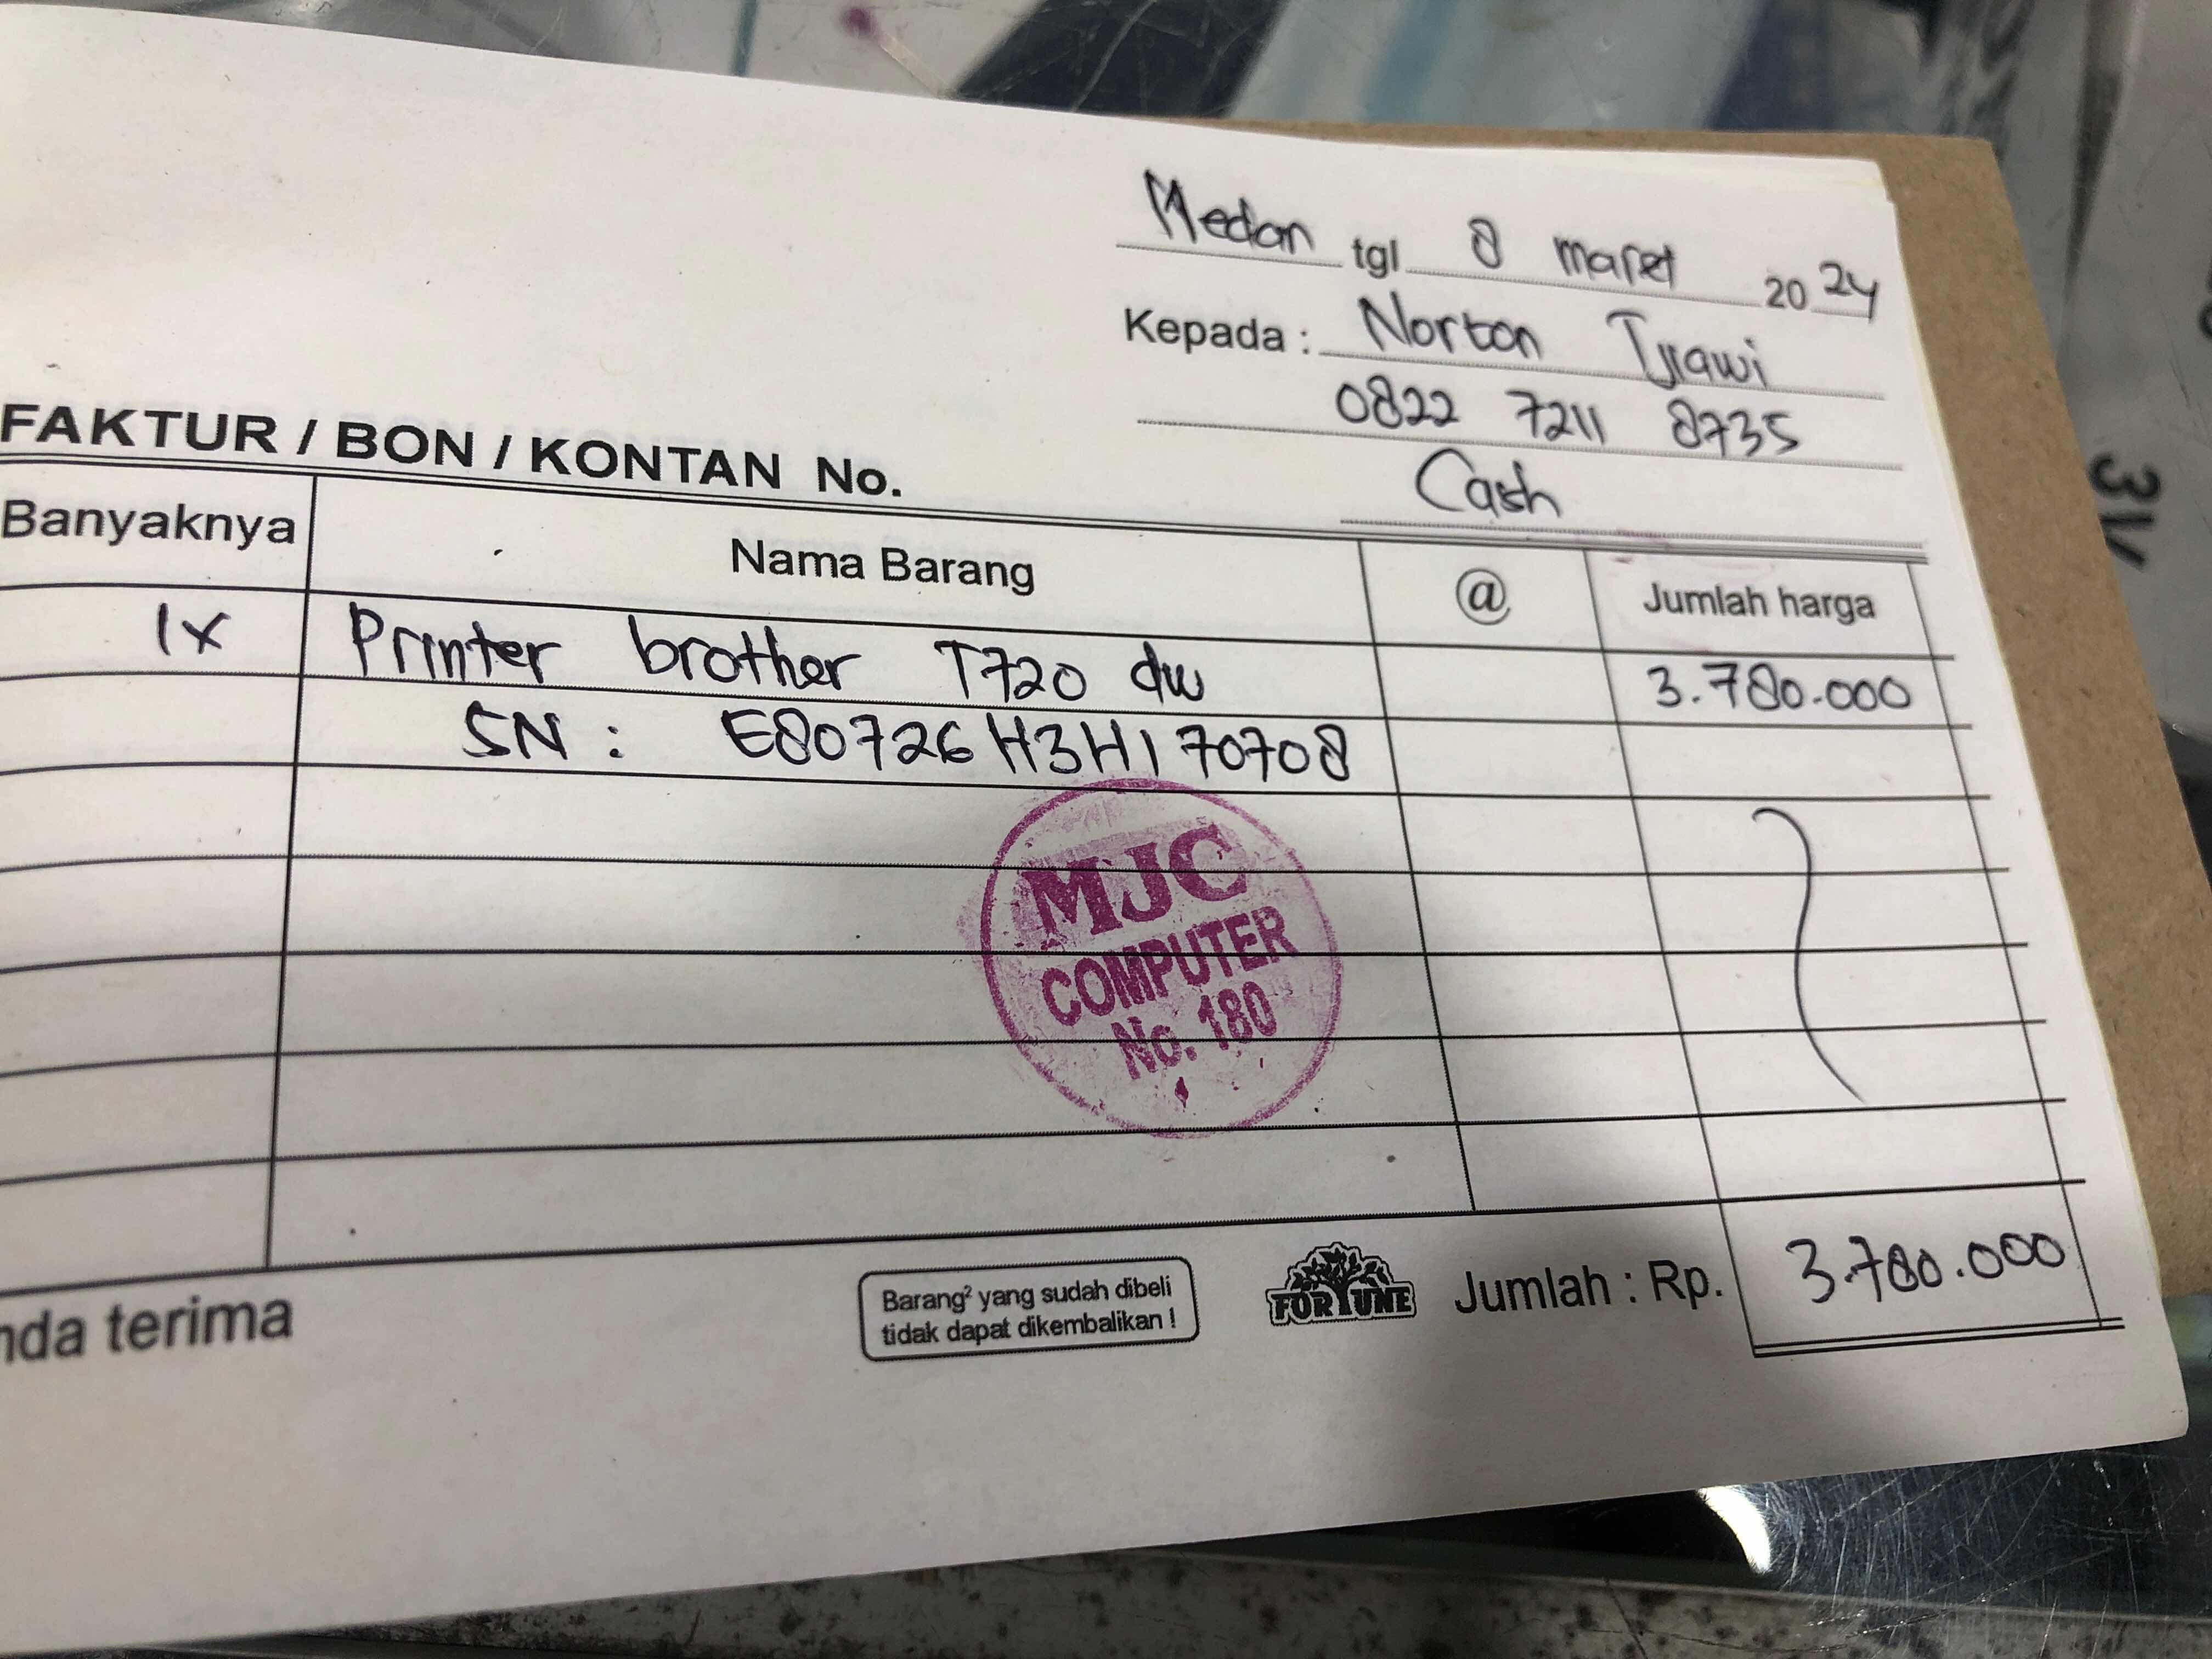 Medan tgl 8 maret 2024
Kepada : Norton Tjiawi
0822 7211 8735
Cash
FAKTUR / BON / KONTAN No.
Banyaknya Nama Barang @ Jumlah harga
1x Printer brother T720 dw 3.780.000
SN : E80726H3H170708
MJC
COMPUTER
No. 180
Barang² yang sudah dibeli
tidak dapat dikembalikan !
FORTUNE
Jumlah : Rp. 3.780.000
nda terima